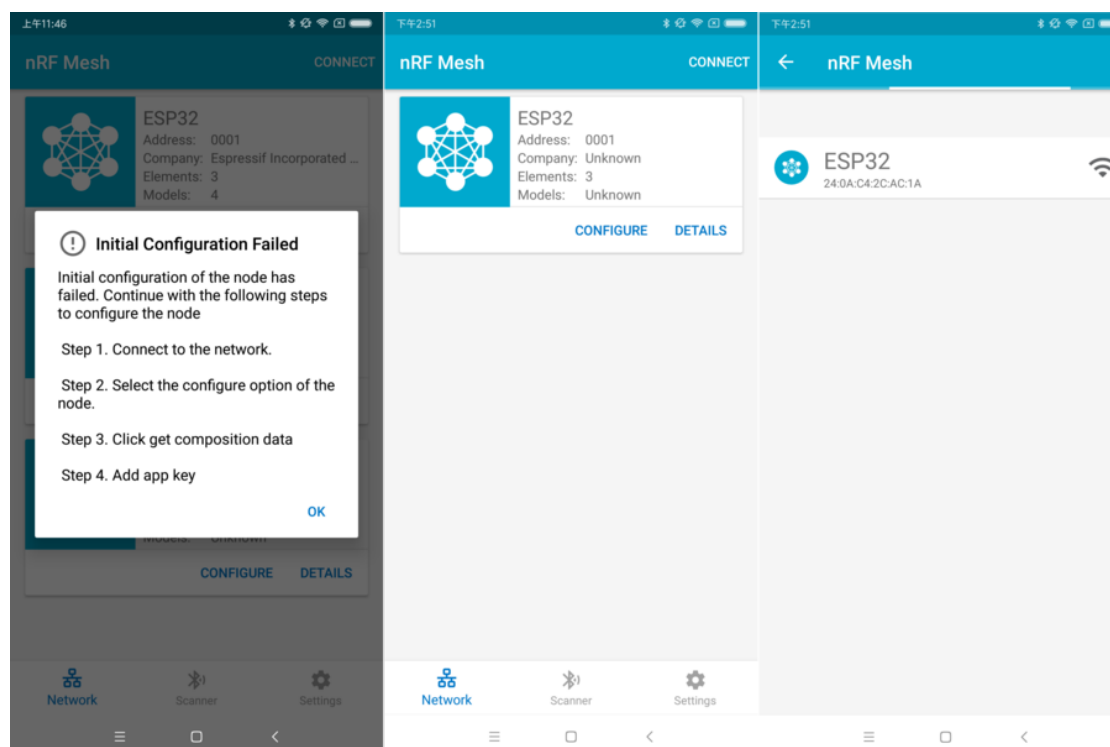 上午11:46
nRF Mesh
CONNECT
ESP32
Address: 0001
Company: Espressif Incorporated ...
Elements: 3
Models: 4
Initial Configuration Failed
Initial configuration of the node has
failed. Continue with the following steps
to configure the node
Step 1. Connect to the network.
Step 2. Select the configure option of the
node.
Step 3. Click get composition data
Step 4. Add app key
OK
Models: Unknown
CONFIGURE
DETAILS
Network
Scanner
Settings
下午2:51
nRF Mesh
CONNECT
ESP32
Address: 0001
Company: Unknown
Elements: 3
Models: Unknown
CONFIGURE
DETAILS
Network
Scanner
Settings
下午2:51
nRF Mesh
ESP32
24:0A:C4:2C:AC:1A